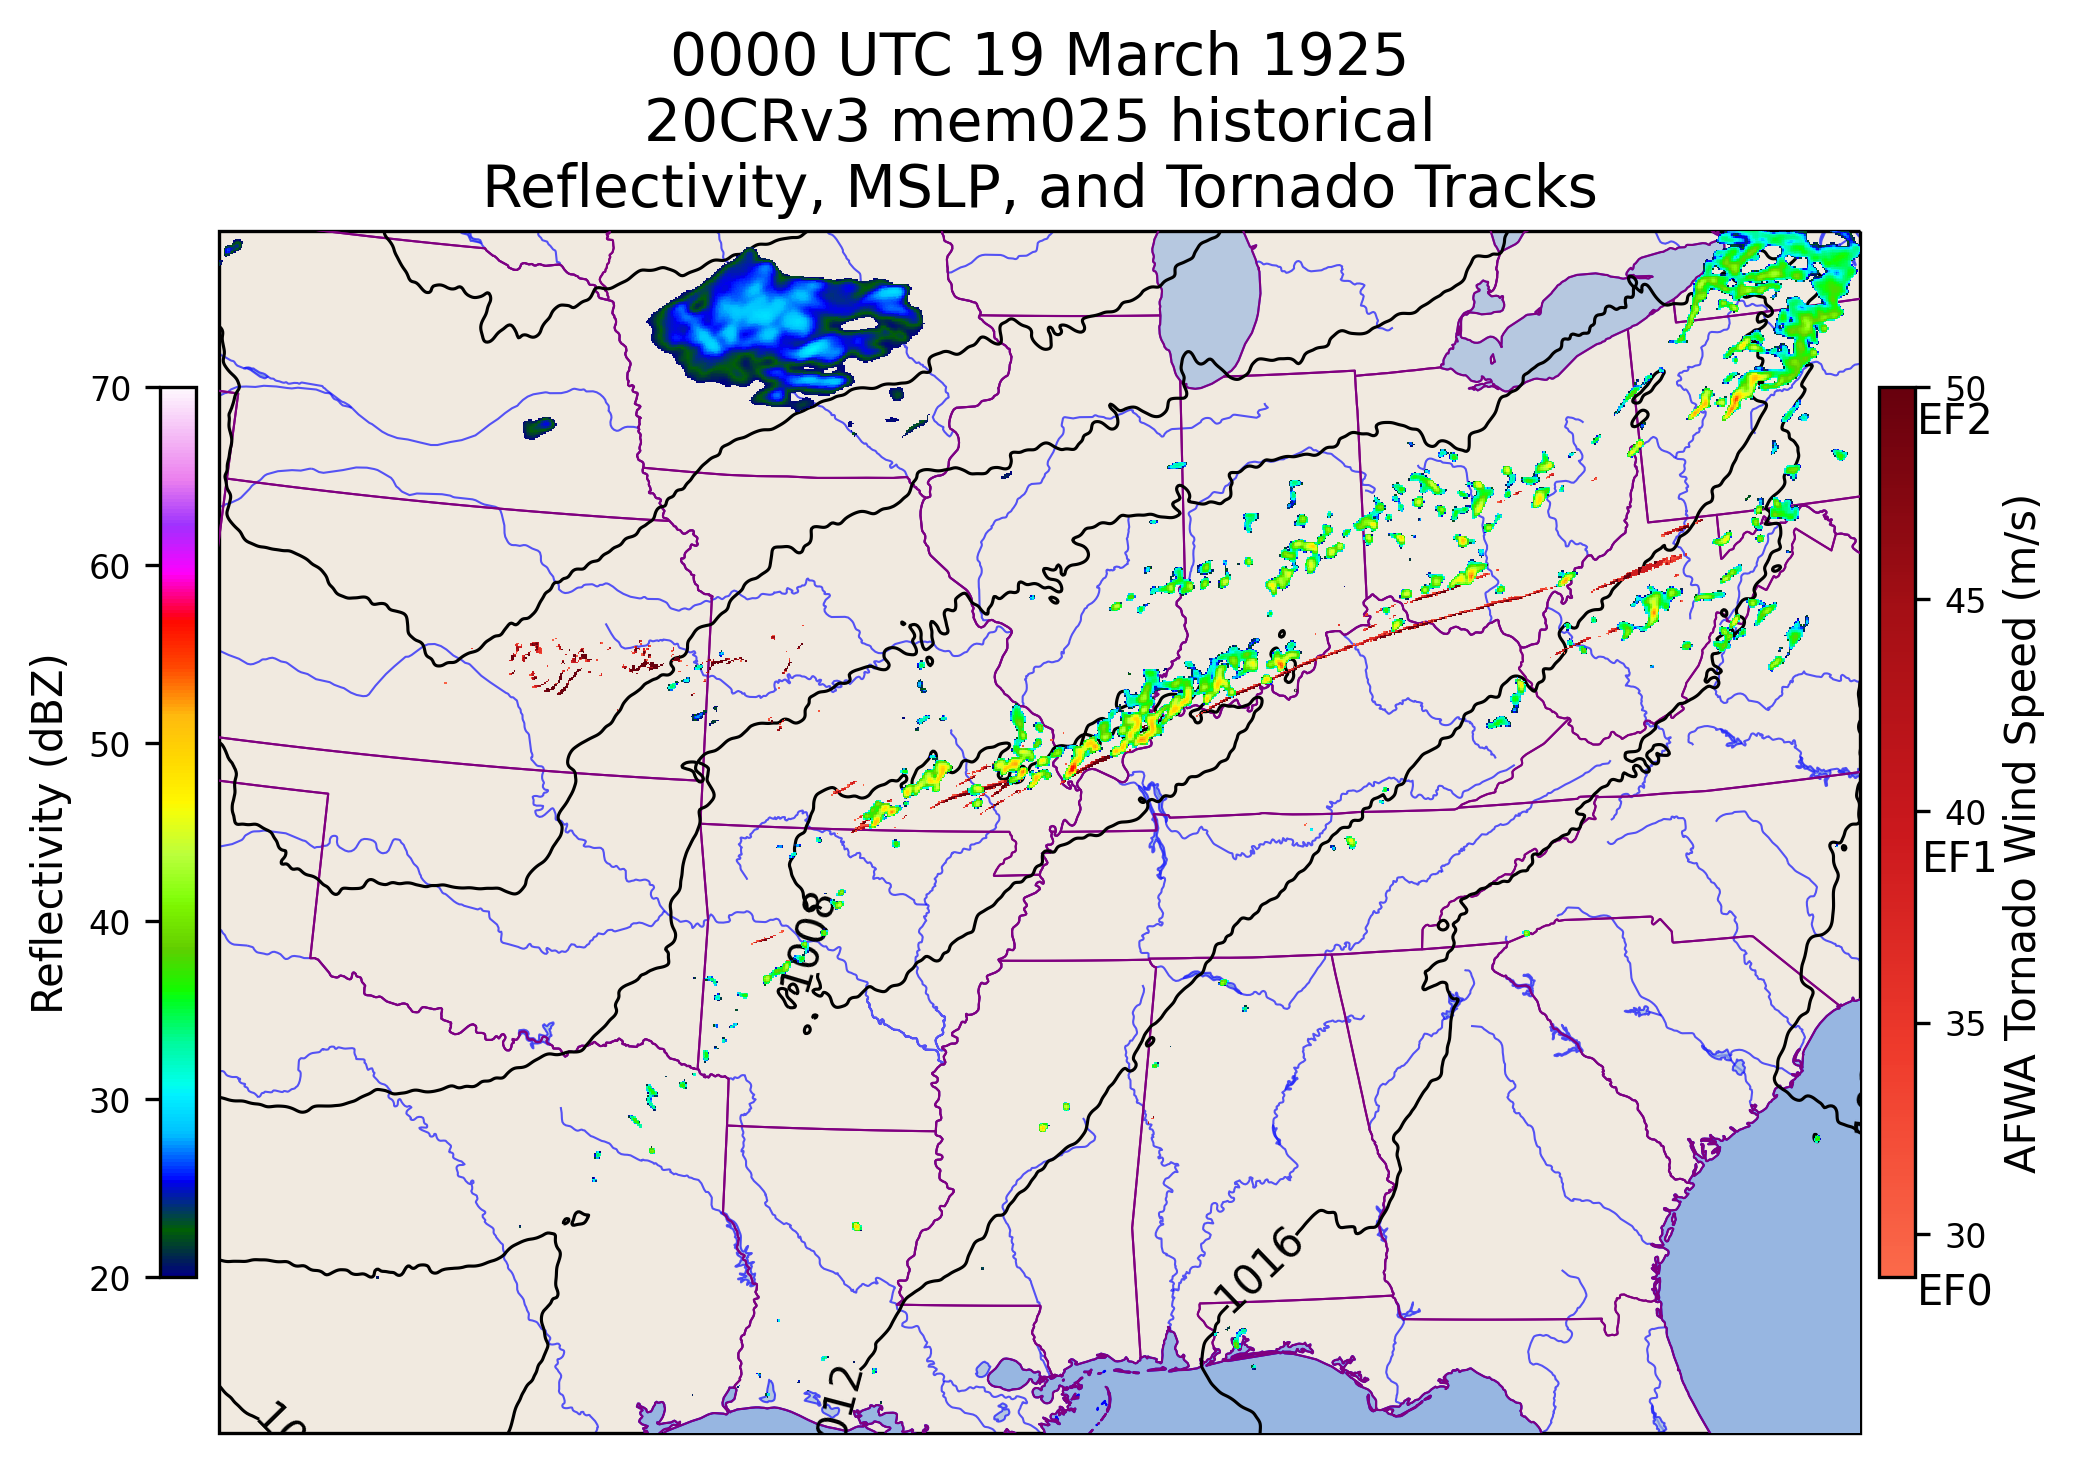 0000 UTC 19 March 1925
20CRv3 mem025 historical
Reflectivity, MSLP, and Tornado Tracks
70
60
50
40
30
20
Reflectivity (dBZ)
1008
1016
012
10
50
EF2
45
40
EF1
35
30
EF0
AFWA Tornado Wind Speed (m/s)